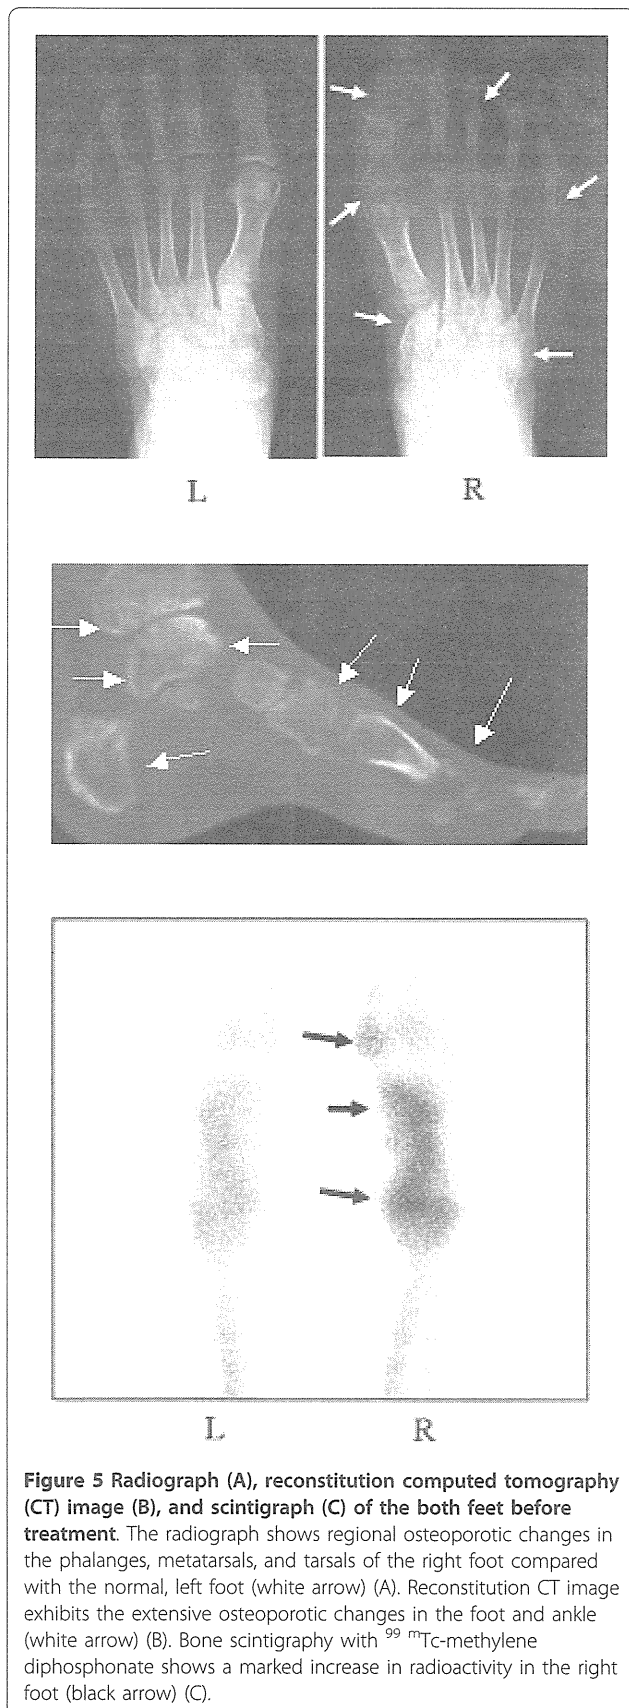 L
R
L
R
Figure 5 Radiograph (A), reconstitution computed tomography
(CT) image (B), and scintigraph (C) of the both feet before
treatment. The radiograph shows regional osteoporotic changes in
the phalanges, metatarsals, and tarsals of the right foot compared
with the normal, left foot (white arrow) (A). Reconstitution CT image
exhibits the extensive osteoporotic changes in the foot and ankle
(white arrow) (B). Bone scintigraphy with ⁹⁹ ᵐTc-methylene
diphosphonate shows a marked increase in radioactivity in the right
foot (black arrow) (C).